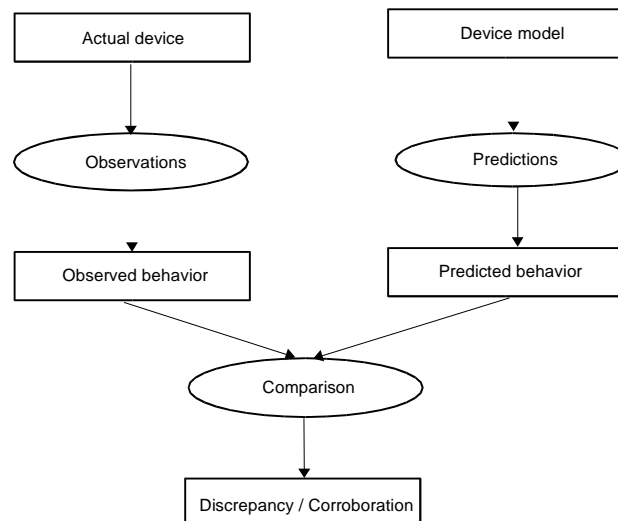 Actual device
Device model
Observations
Predictions
Observed behavior
Predicted behavior
Comparison
Discrepancy / Corroboration